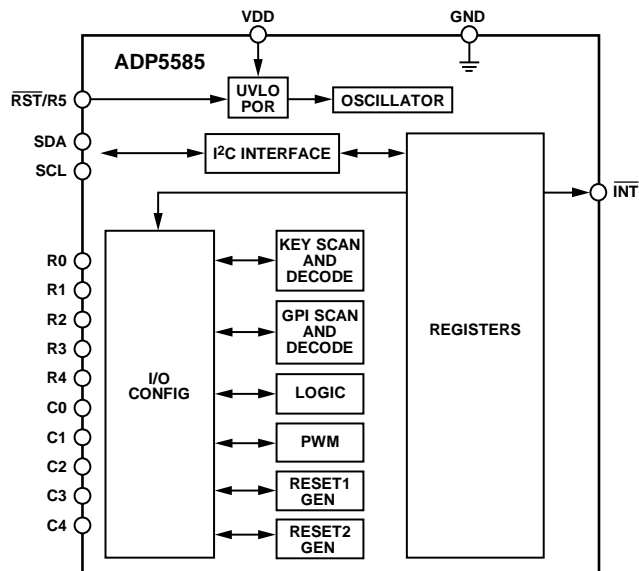 VDD
GND
ADP5585
RST/R5
UVLO
POR
OSCILLATOR
SDA
I²C INTERFACE
SCL
INT
R0
KEY SCAN
AND
DECODE
R1
R2
GPI SCAN
AND
DECODE
REGISTERS
R3
R4
I/O
CONFIG
LOGIC
C0
C1
PWM
C2
C3
RESET1
GEN
C4
RESET2
GEN